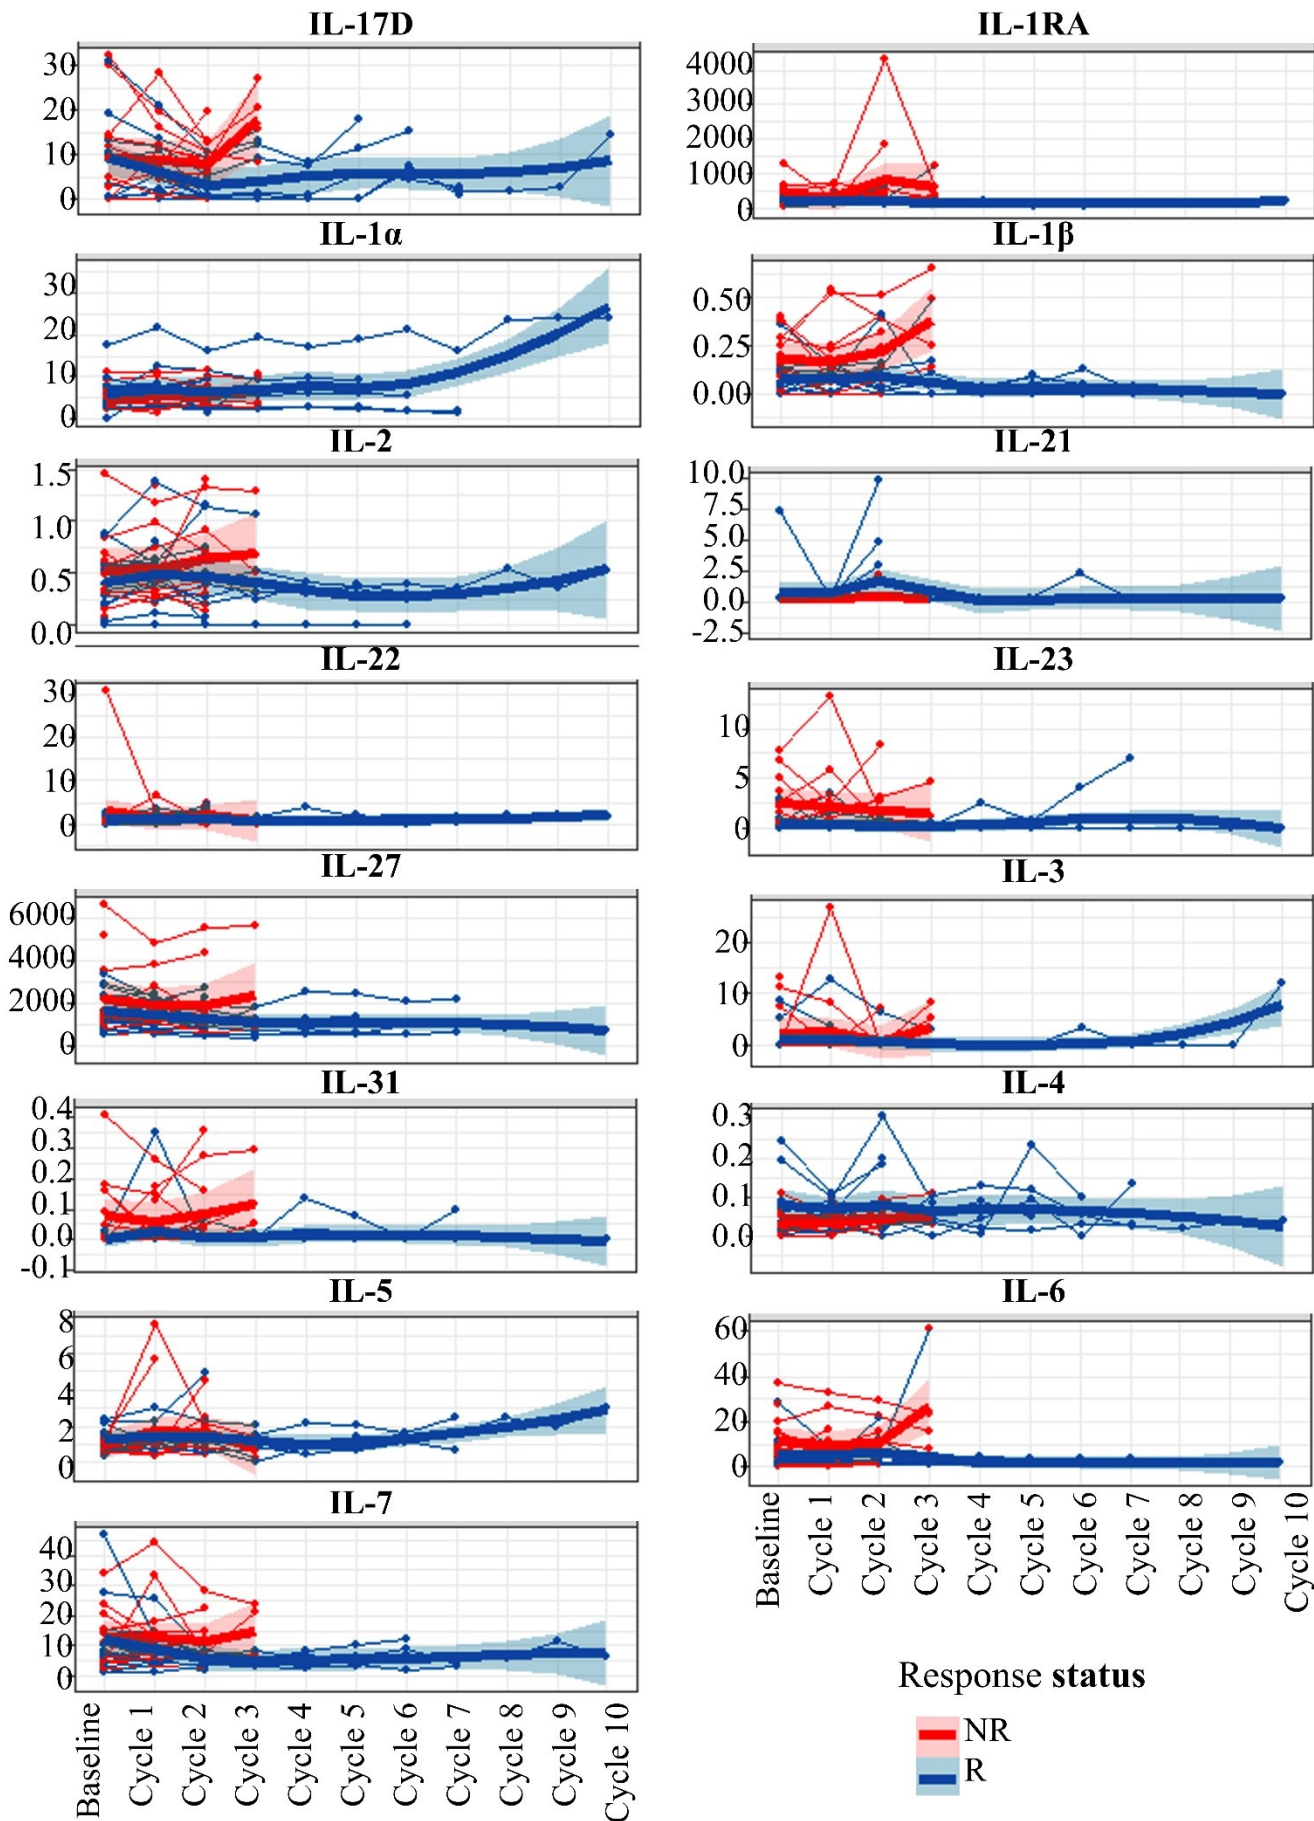 IL-17D
30
20
10
0
IL-1RA
4000
3000
2000
1000
0
IL-1α
30
20
10
0
IL-1β
0.50
0.25
0.00
IL-2
1.5
1.0
0.5
0.0
IL-21
10.0
7.5
5.0
2.5
0.0
-2.5
IL-22
30
20
10
0
IL-23
10
5
0
IL-27
6000
4000
2000
0
IL-3
20
10
0
IL-31
0.4
0.3
0.2
0.1
0.0
-0.1
IL-4
0.3
0.2
0.1
0.0
IL-5
8
6
4
2
0
IL-6
60
40
20
0
Baseline
Cycle 1
Cycle 2
Cycle 3
Cycle 4
Cycle 5
Cycle 6
Cycle 7
Cycle 8
Cycle 9
Cycle 10
IL-7
40
30
20
10
0
Baseline
Cycle 1
Cycle 2
Cycle 3
Cycle 4
Cycle 5
Cycle 6
Cycle 7
Cycle 8
Cycle 9
Cycle 10
Response status
NR
R